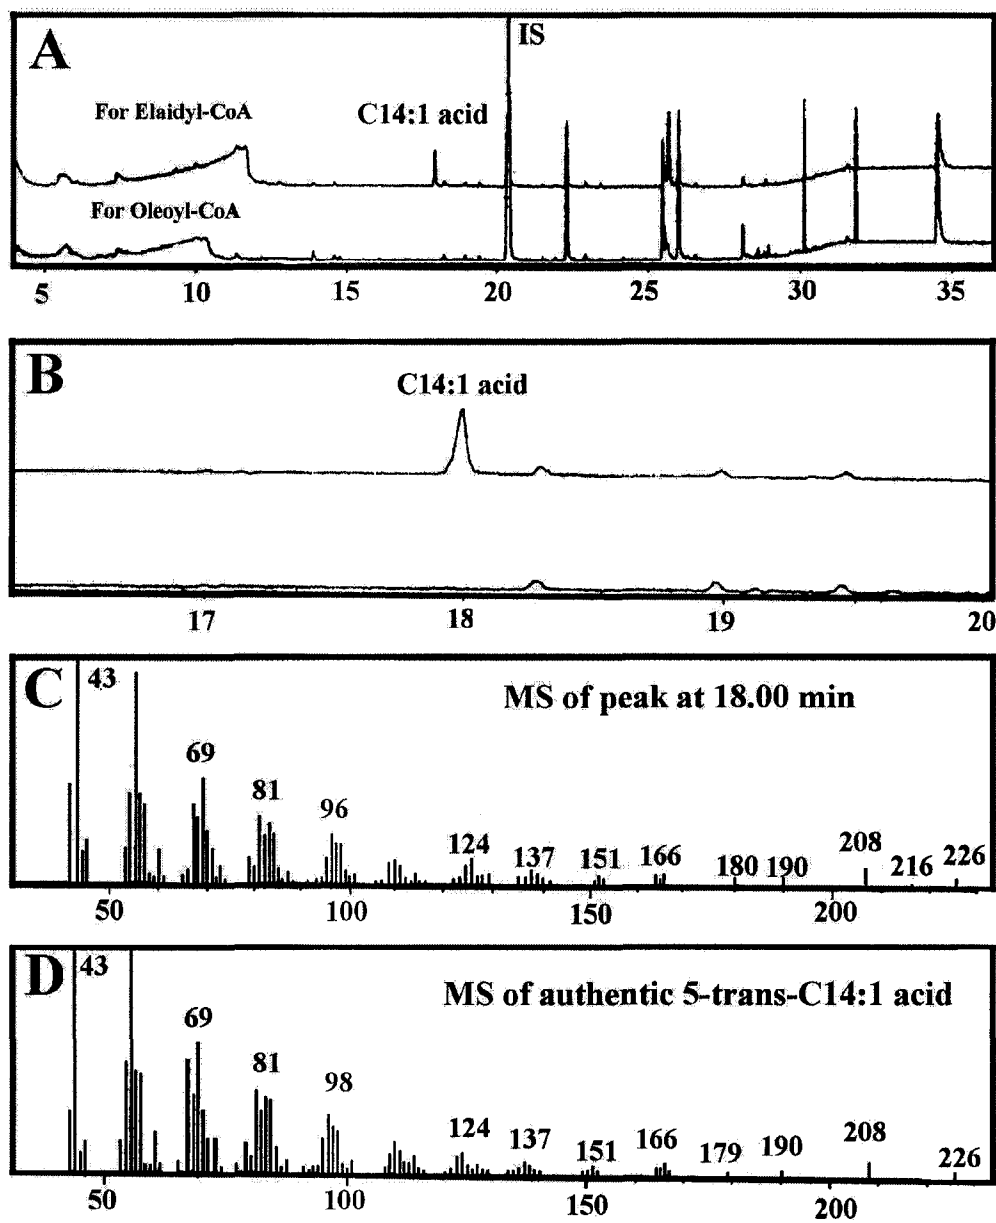 A
IS
For Elaidyl-CoA
C14:1 acid
For Oleoyl-CoA
5 10 15 20 25 30 35
B
C14:1 acid
17 18 19 20
C
43
MS of peak at 18.00 min
69
81
96
124 137 151 166 180 190 208 216 226
50 100 150 200
D
43
MS of authentic 5-trans-C14:1 acid
69
81
98
124 137 151 166 179 190 208 226
50 100 150 200